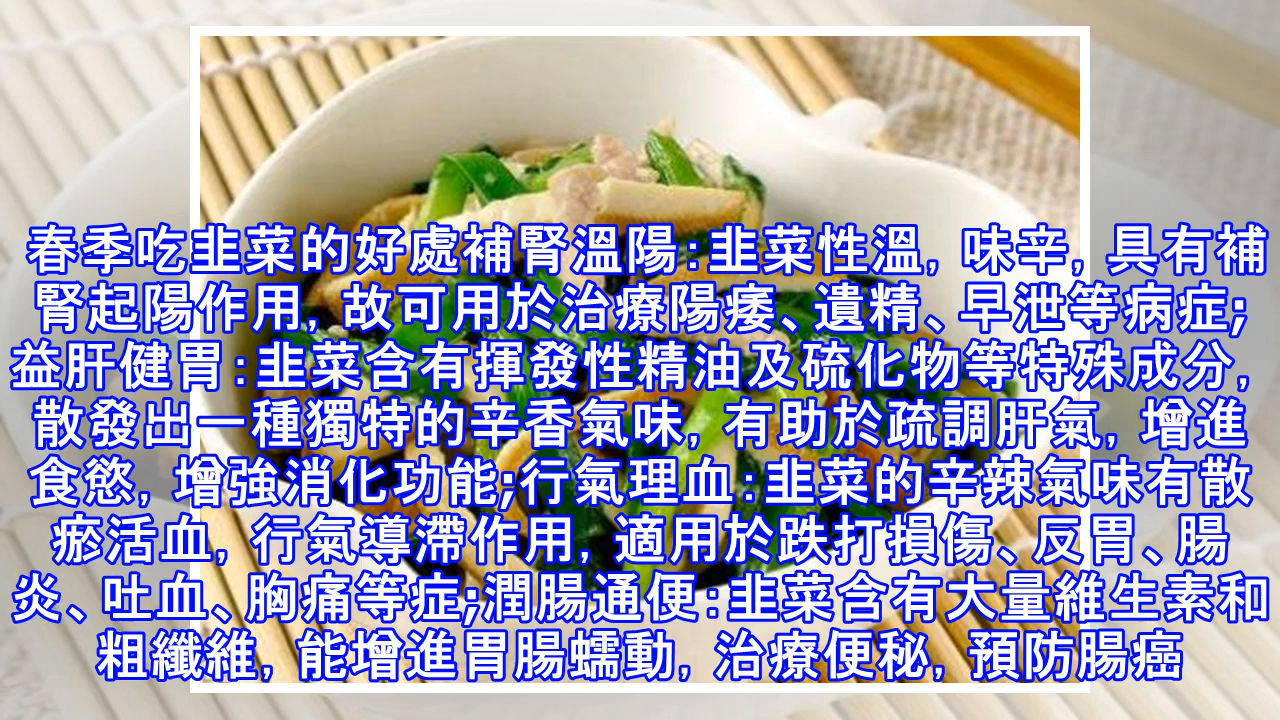 春季吃韭菜的好處補腎溫陽:韭菜性溫, 味辛, 具有補
腎起陽作用, 故可用於治療陽痿、遺精、早泄等病症;
益肝健胃:韭菜含有揮發性精油及硫化物等特殊成分,
散發出一種獨特的辛香氣味, 有助於疏調肝氣, 增進
食慾, 增強消化功能;行氣理血:韭菜的辛辣氣味有散
瘀活血, 行氣導滯作用, 適用於跌打損傷、反胃、腸
炎、吐血、胸痛等症;潤腸通便:韭菜含有大量維生素和
粗纖維, 能增進胃腸蠕動, 治療便秘, 預防腸癌